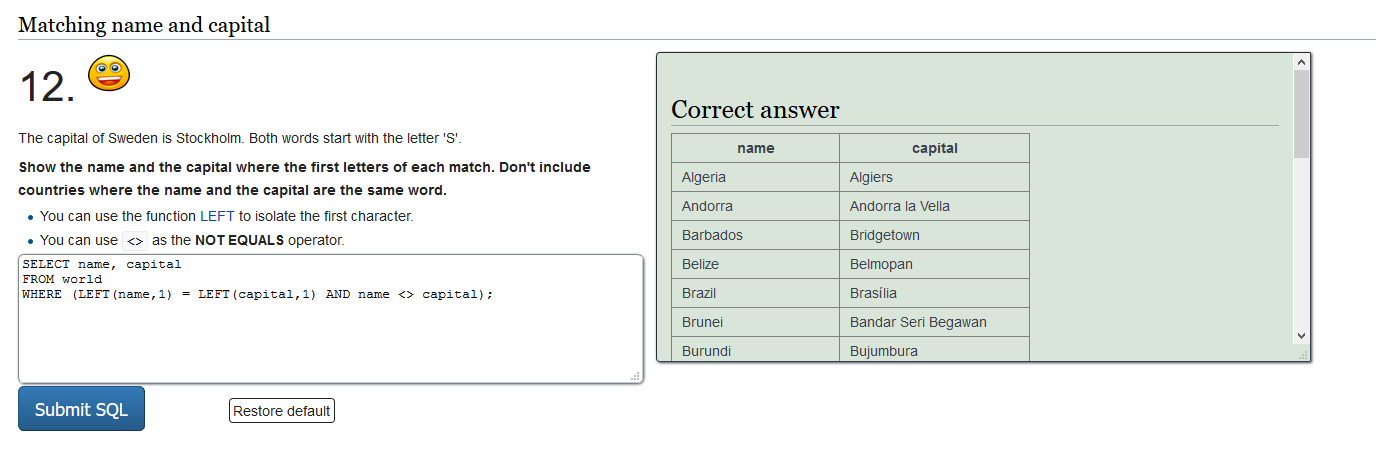 Matching name and capital
12.
The capital of Sweden is Stockholm. Both words start with the letter 'S'.
Show the name and the capital where the first letters of each match. Don't include
countries where the name and the capital are the same word.
You can use the function LEFT to isolate the first character.
You can use <> as the NOT EQUALS operator.
SELECT name, capital
FROM world
WHERE (LEFT(name,1) = LEFT(capital,1) AND name <> capital);
Submit SQL
Restore default
Correct answer
name capital
Algeria Algiers
Andorra Andorra la Vella
Barbados Bridgetown
Belize Belmopan
Brazil Brasília
Brunei Bandar Seri Begawan
Burundi Bujumbura